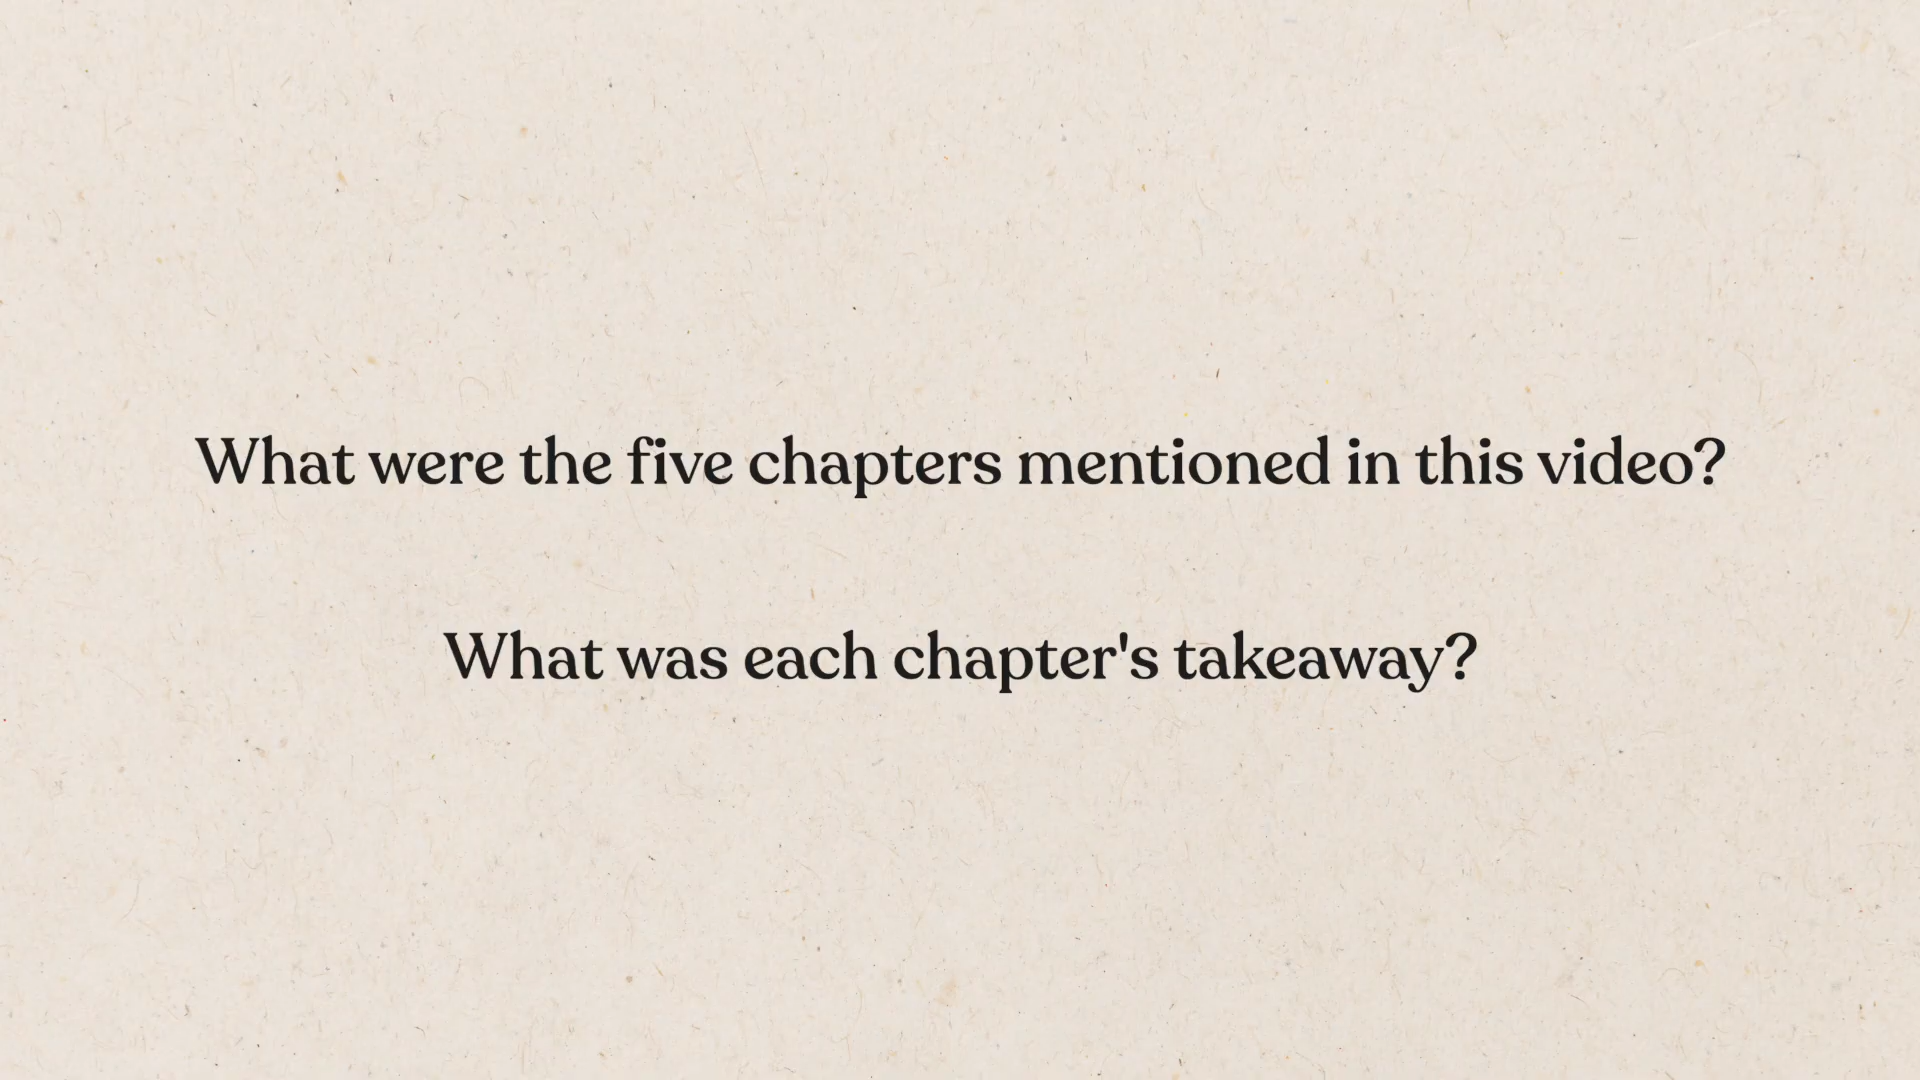 What were the five chapters mentioned in this video?
What was each chapter's takeaway?